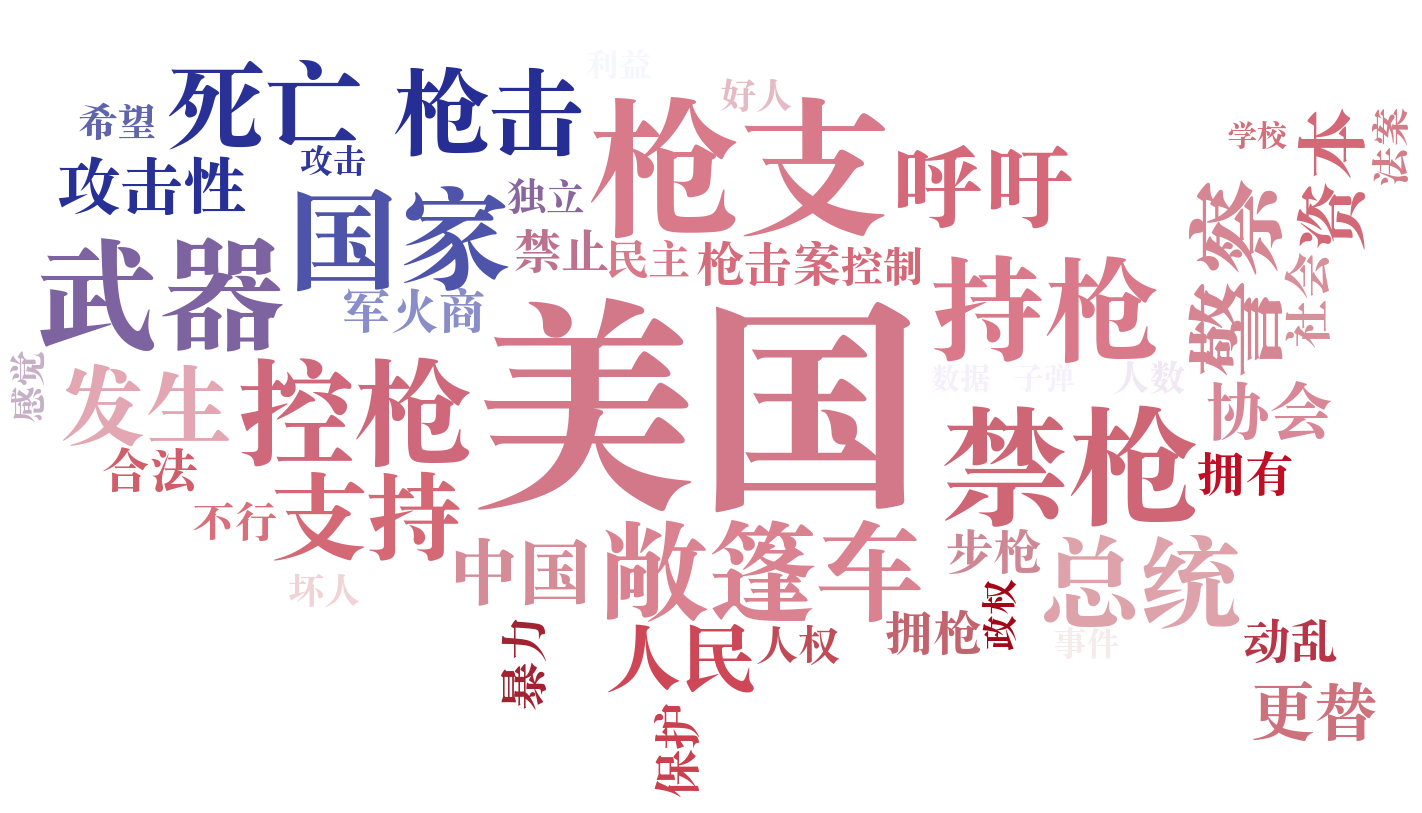 利益
死亡
枪击
希望
好人
枪支
攻击
攻击性
国家
独立
呼吁
学校
资本
法案
武器
禁止
民主
枪击案
控制
军火商
美国
持枪
警察
社会
感觉
发生
控枪
数据
子弹
人数
禁枪
协会
合法
拥有
不行
支持
中国
敞篷车
步枪
总统
坏人
暴力
人民
人权
拥枪
政权
事件
动乱
更替
保护